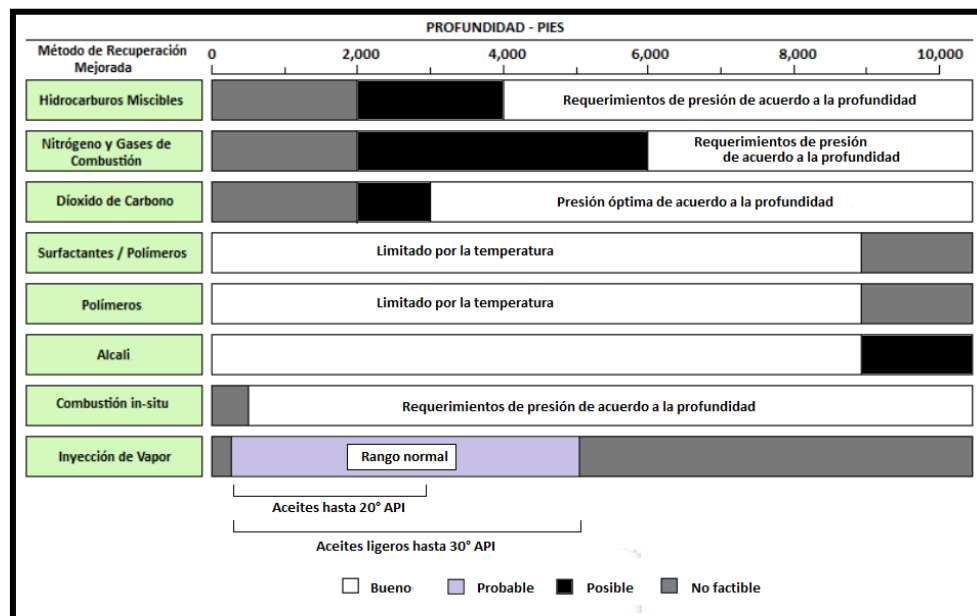 PROFUNDIDAD - PIES
Método de Recuperación
Mejorada
0 2,000 4,000 6,000 8,000 10,000
Hidrocarburos Miscibles
Requerimientos de presión de acuerdo a la profundidad
Nitrógeno y Gases de
Combustión
Requerimientos de presión
de acuerdo a la profundidad
Díoxido de Carbono
Presión óptima de acuerdo a la profundidad
Surfactantes / Polímeros
Limitado por la temperatura
Polímeros
Limitado por la temperatura
Alcali
Combustión in-situ
Requerimientos de presión de acuerdo a la profundidad
Inyección de Vapor
Rango normal
Aceites hasta 20° API
Aceites ligeros hasta 30° API
Bueno Probable Posible No factible